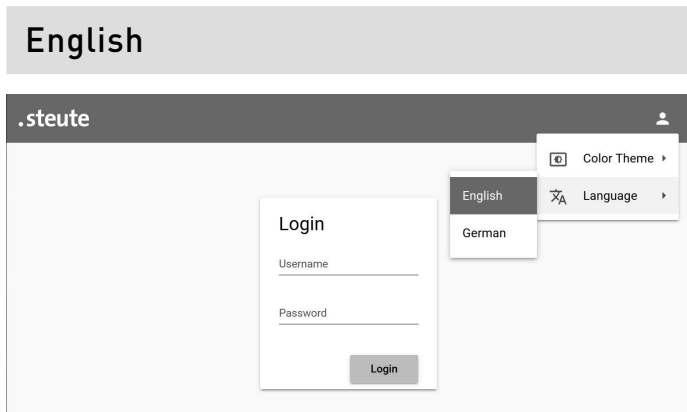 English
.steute
Color Theme
Language
English
German
Login
Username
Password
Login